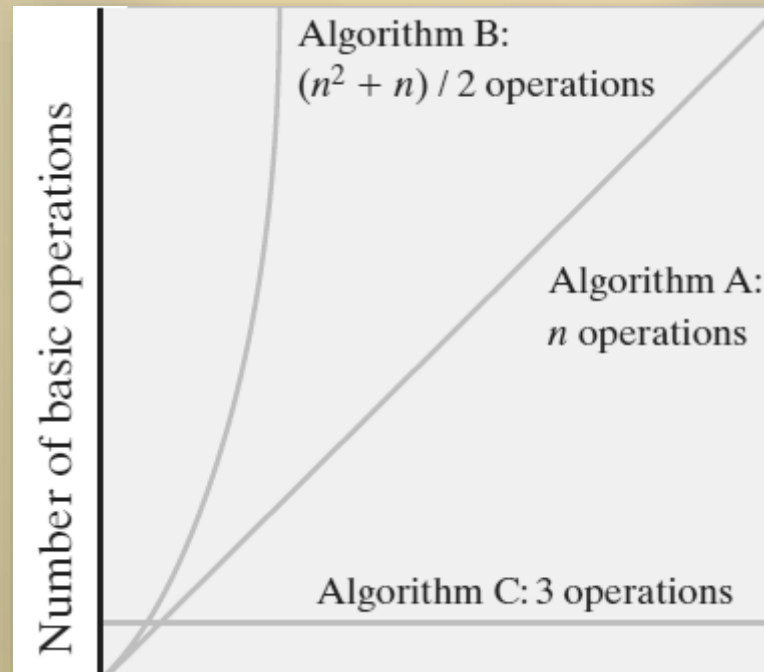 Number of basic operations
Algorithm B:
(n² + n) / 2 operations
Algorithm A:
n operations
Algorithm C: 3 operations